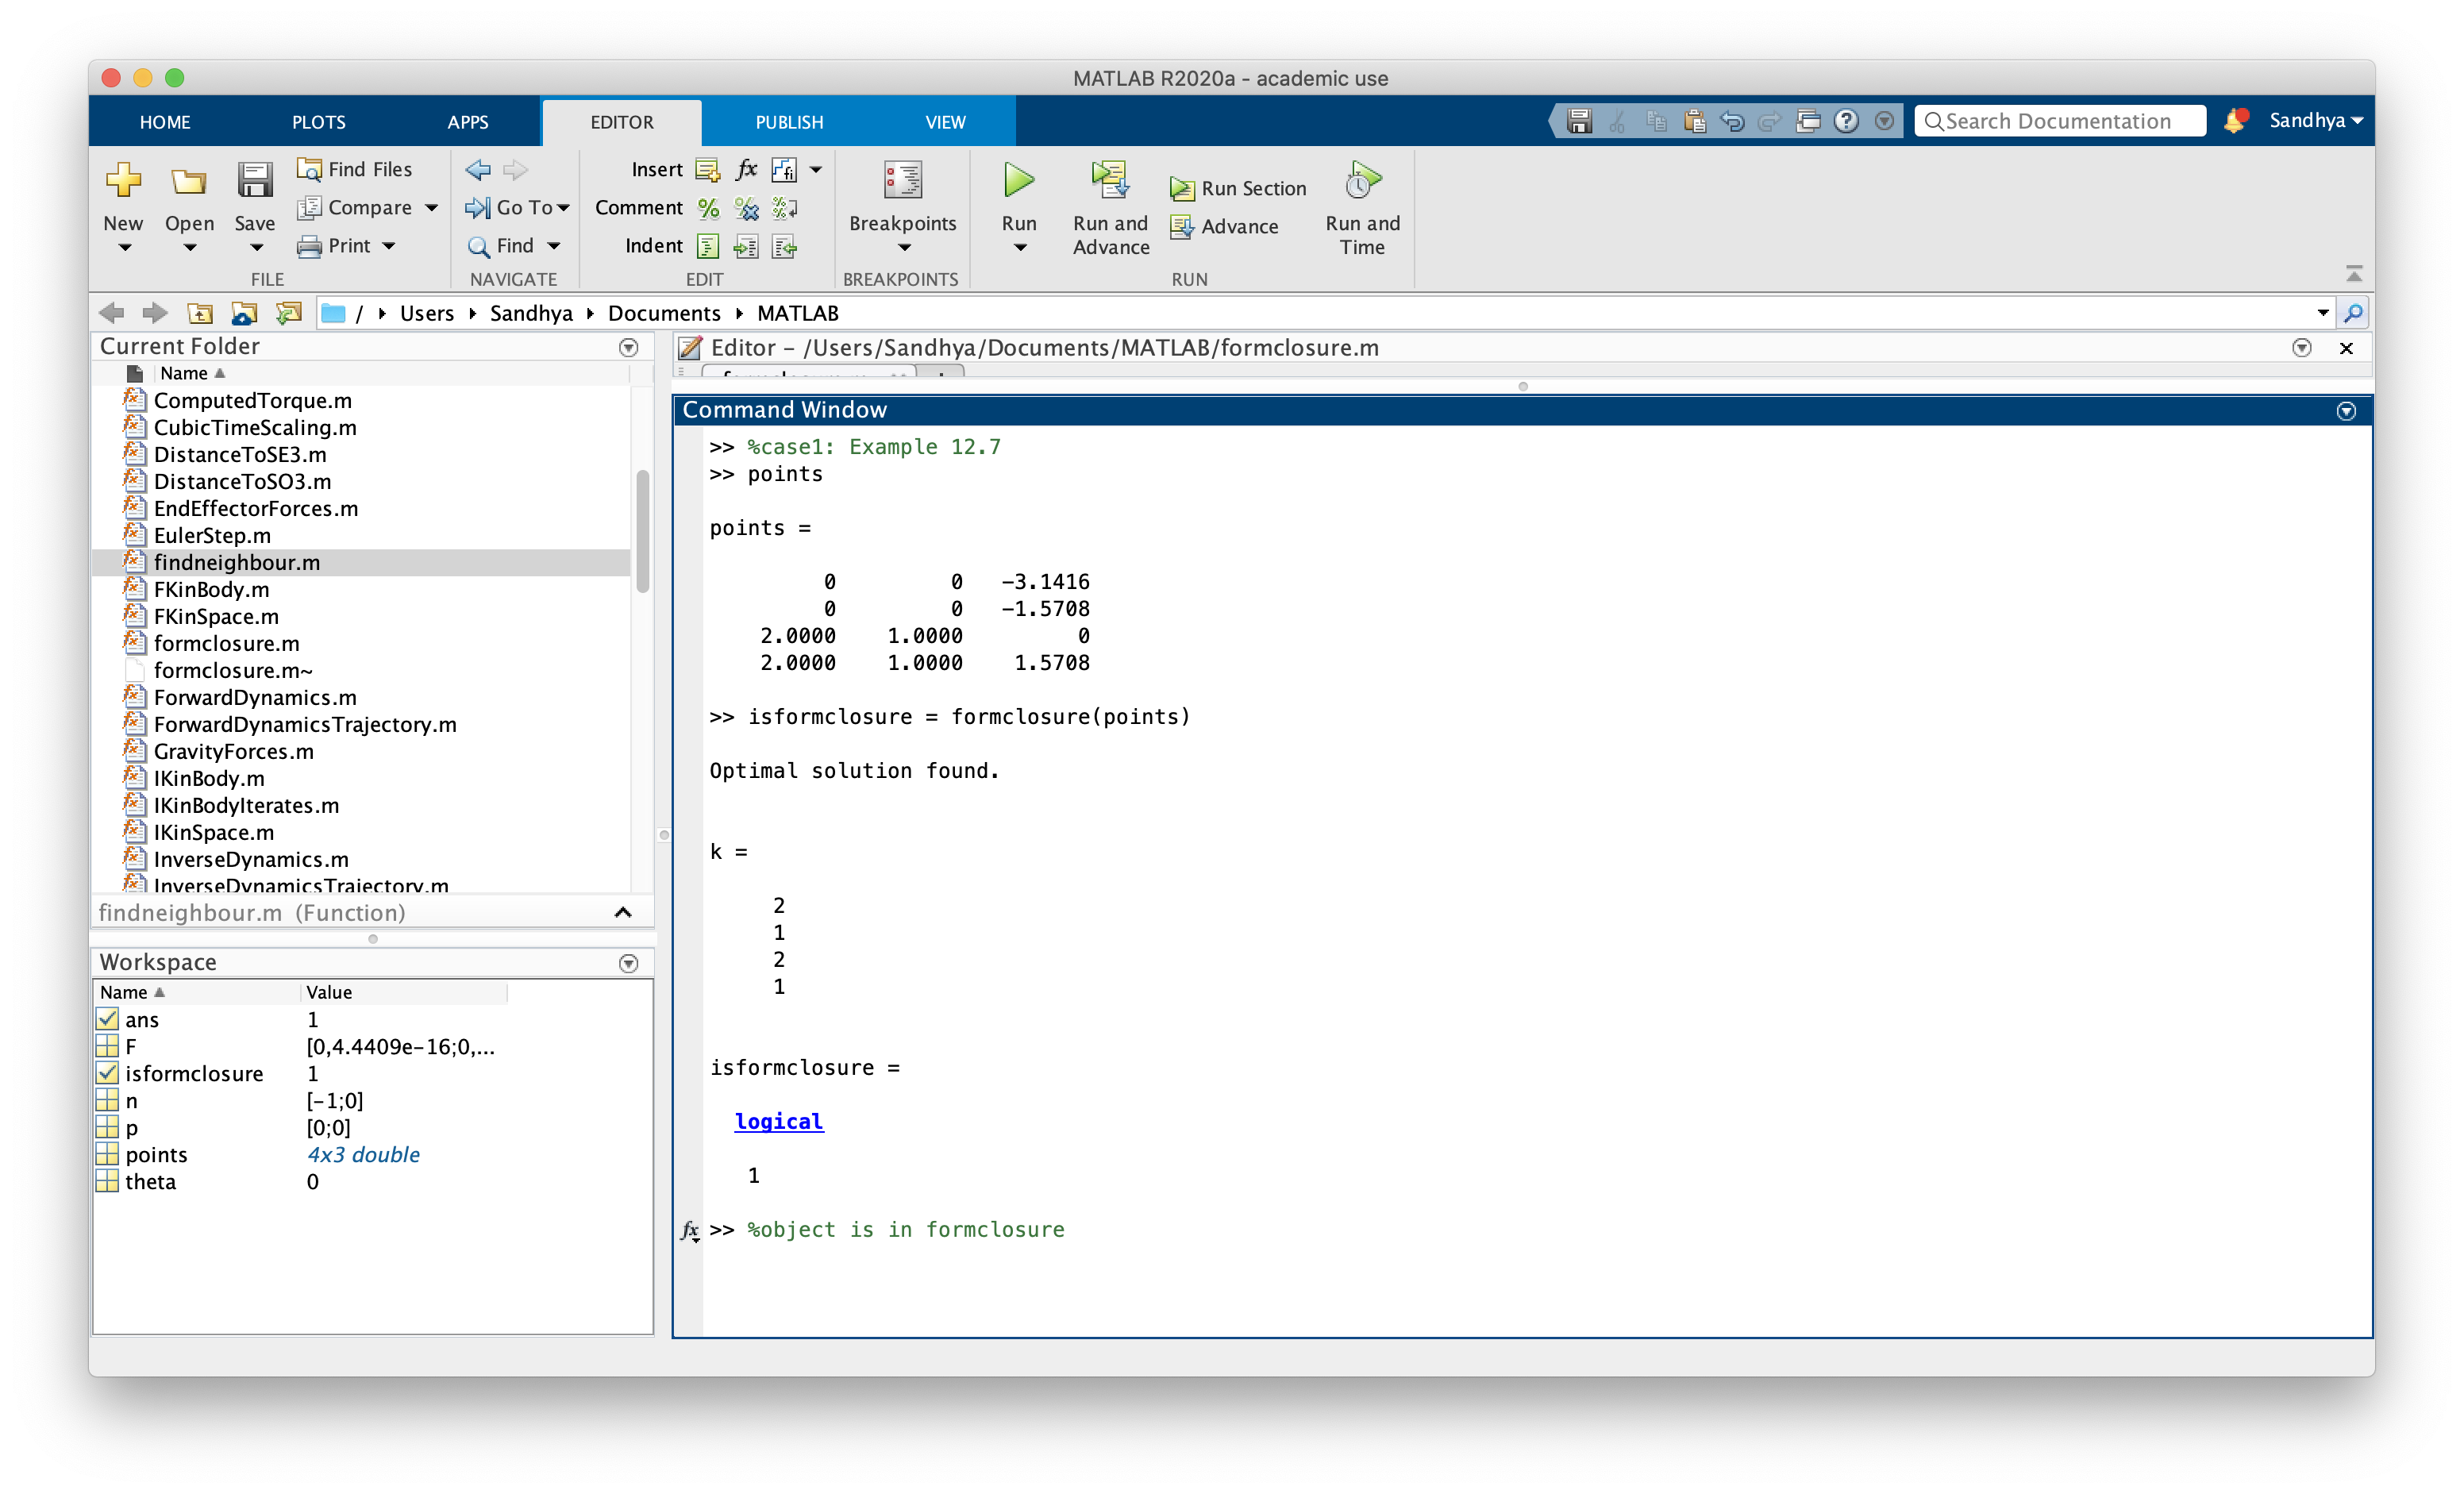 MATLAB R2020a - academic use
HOME PLOTS APPS EDITOR PUBLISH VIEW Search Documentation Sandhya
New Open Save Find Files Compare Print FILE
Go To Find NAVIGATE
Insert fx fi Comment Indent EDIT
Breakpoints BREAKPOINTS
Run Run and Advance Run Section Advance Run and Time RUN
/ Users Sandhya Documents MATLAB
Current Folder
Name
ComputedTorque.m
CubicTimeScaling.m
DistanceToSE3.m
DistanceToSO3.m
EndEffectorForces.m
EulerStep.m
findneighbour.m
FKinBody.m
FKinSpace.m
formclosure.m
formclosure.m~
ForwardDynamics.m
ForwardDynamicsTrajectory.m
GravityForces.m
IKinBody.m
IKinBodyIterates.m
IKinSpace.m
InverseDynamics.m
InverseDynamicsTrajectory.m
findneighbour.m (Function)
Workspace
Name Value
ans 1
F [0,4.4409e-16;0,...
isformclosure 1
n [-1;0]
p [0;0]
points 4x3 double
theta 0
Editor - /Users/Sandhya/Documents/MATLAB/formclosure.m
Command Window
>> %case1: Example 12.7
>> points
points =
0 0 -3.1416
0 0 -1.5708
2.0000 1.0000 0
2.0000 1.0000 1.5708
>> isformclosure = formclosure(points)
Optimal solution found.
k =
2
1
2
1
isformclosure =
logical
1
fx >> %object is in formclosure